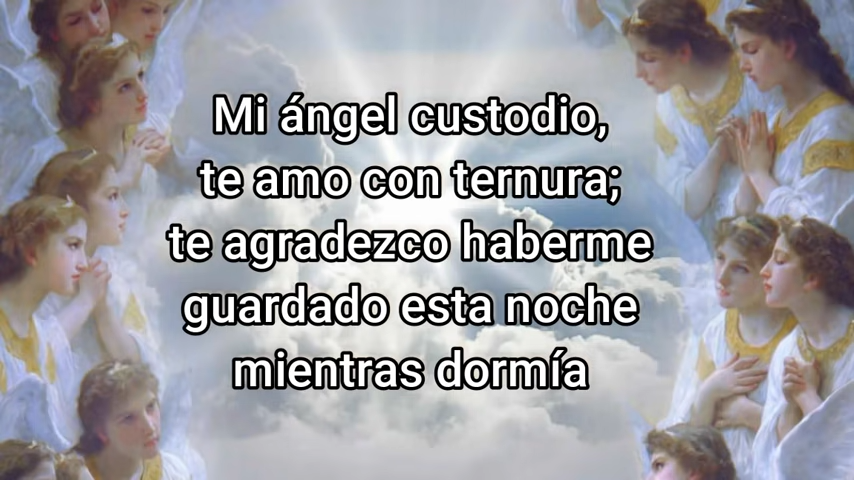 Mi ángel custodio,
te amo con ternura;
te agradezco haberme
guardado esta noche
mientras dormía